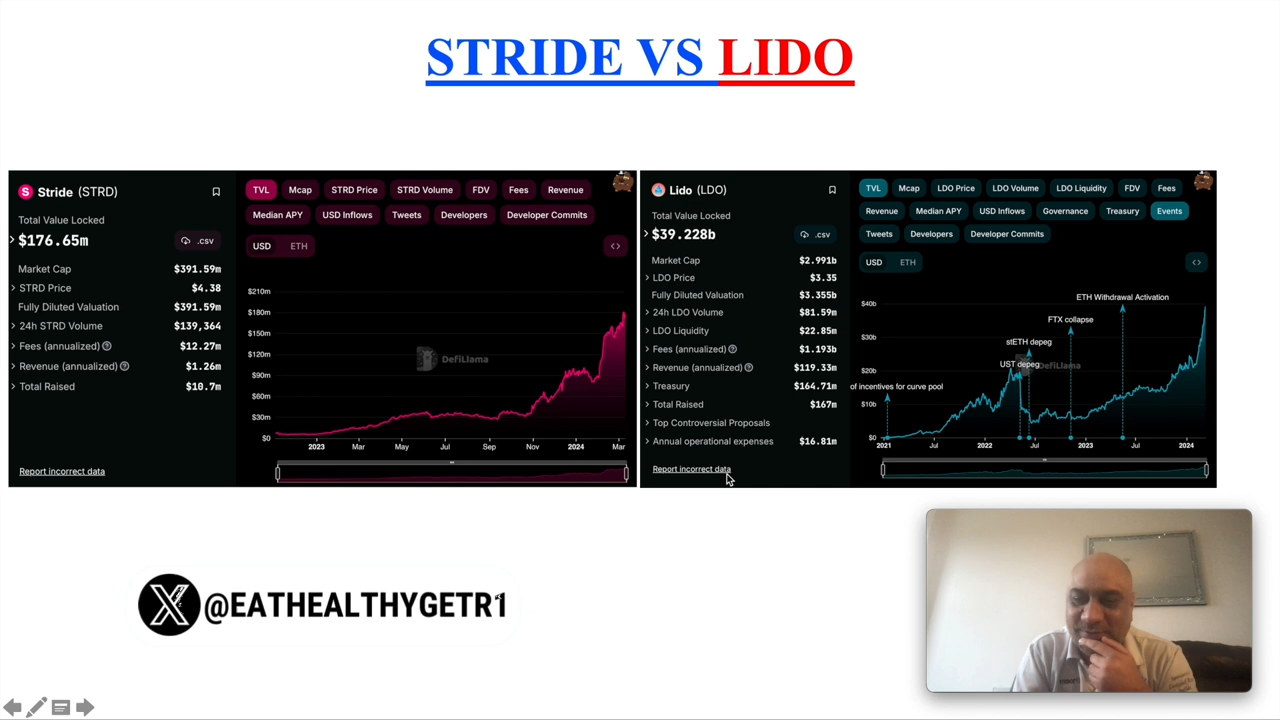 STRIDE VS LIDO
S Stride (STRD)
Total Value Locked
$176.65m
.csv
Market Cap $391.59m
STRD Price $4.38
Fully Diluted Valuation $391.59m
24h STRD Volume $139,364
Fees (annualized) ? $12.27m
Revenue (annualized) ? $1.26m
Total Raised $10.7m
Report incorrect data
TVL Mcap STRD Price STRD Volume FDV Fees Revenue
Median APY USD Inflows Tweets Developers Developer Commits
USD ETH
$210m
$180m
$150m
$120m
$90m
$60m
$30m
$0
DefiLlama
2023 Mar May Jul Sep Nov 2024 Mar
Lido (LDO)
Total Value Locked
$39.228b
.csv
Market Cap $2.991b
LDO Price $3.35
Fully Diluted Valuation $3.355b
24h LDO Volume $81.59m
LDO Liquidity $22.85m
Fees (annualized) ? $1.193b
Revenue (annualized) ? $119.33m
Treasury $164.71m
Total Raised $167m
Top Controversial Proposals
Annual operational expenses $16.81m
Report incorrect data
TVL Mcap LDO Price LDO Volume LDO Liquidity FDV Fees
Revenue Median APY USD Inflows Governance Treasury Events
Tweets Developers Developer Commits
USD ETH
$40b
$30b
$20b
$10b
$0
ETH Withdrawal Activation
FTX collapse
stETH depeg
UST depeg
DefiLlama
of incentives for curve pool
2021 Jul 2022 Jul 2023 Jul 2024
@EATHEALTHYGETR1